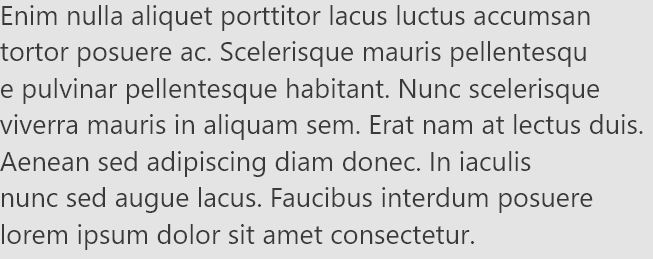 Enim nulla aliquet porttitor lacus luctus accumsan
tortor posuere ac. Scelerisque mauris pellentesqu
e pulvinar pellentesque habitant. Nunc scelerisque
viverra mauris in aliquam sem. Erat nam at lectus duis.
Aenean sed adipiscing diam donec. In iaculis
nunc sed augue lacus. Faucibus interdum posuere
lorem ipsum dolor sit amet consectetur.